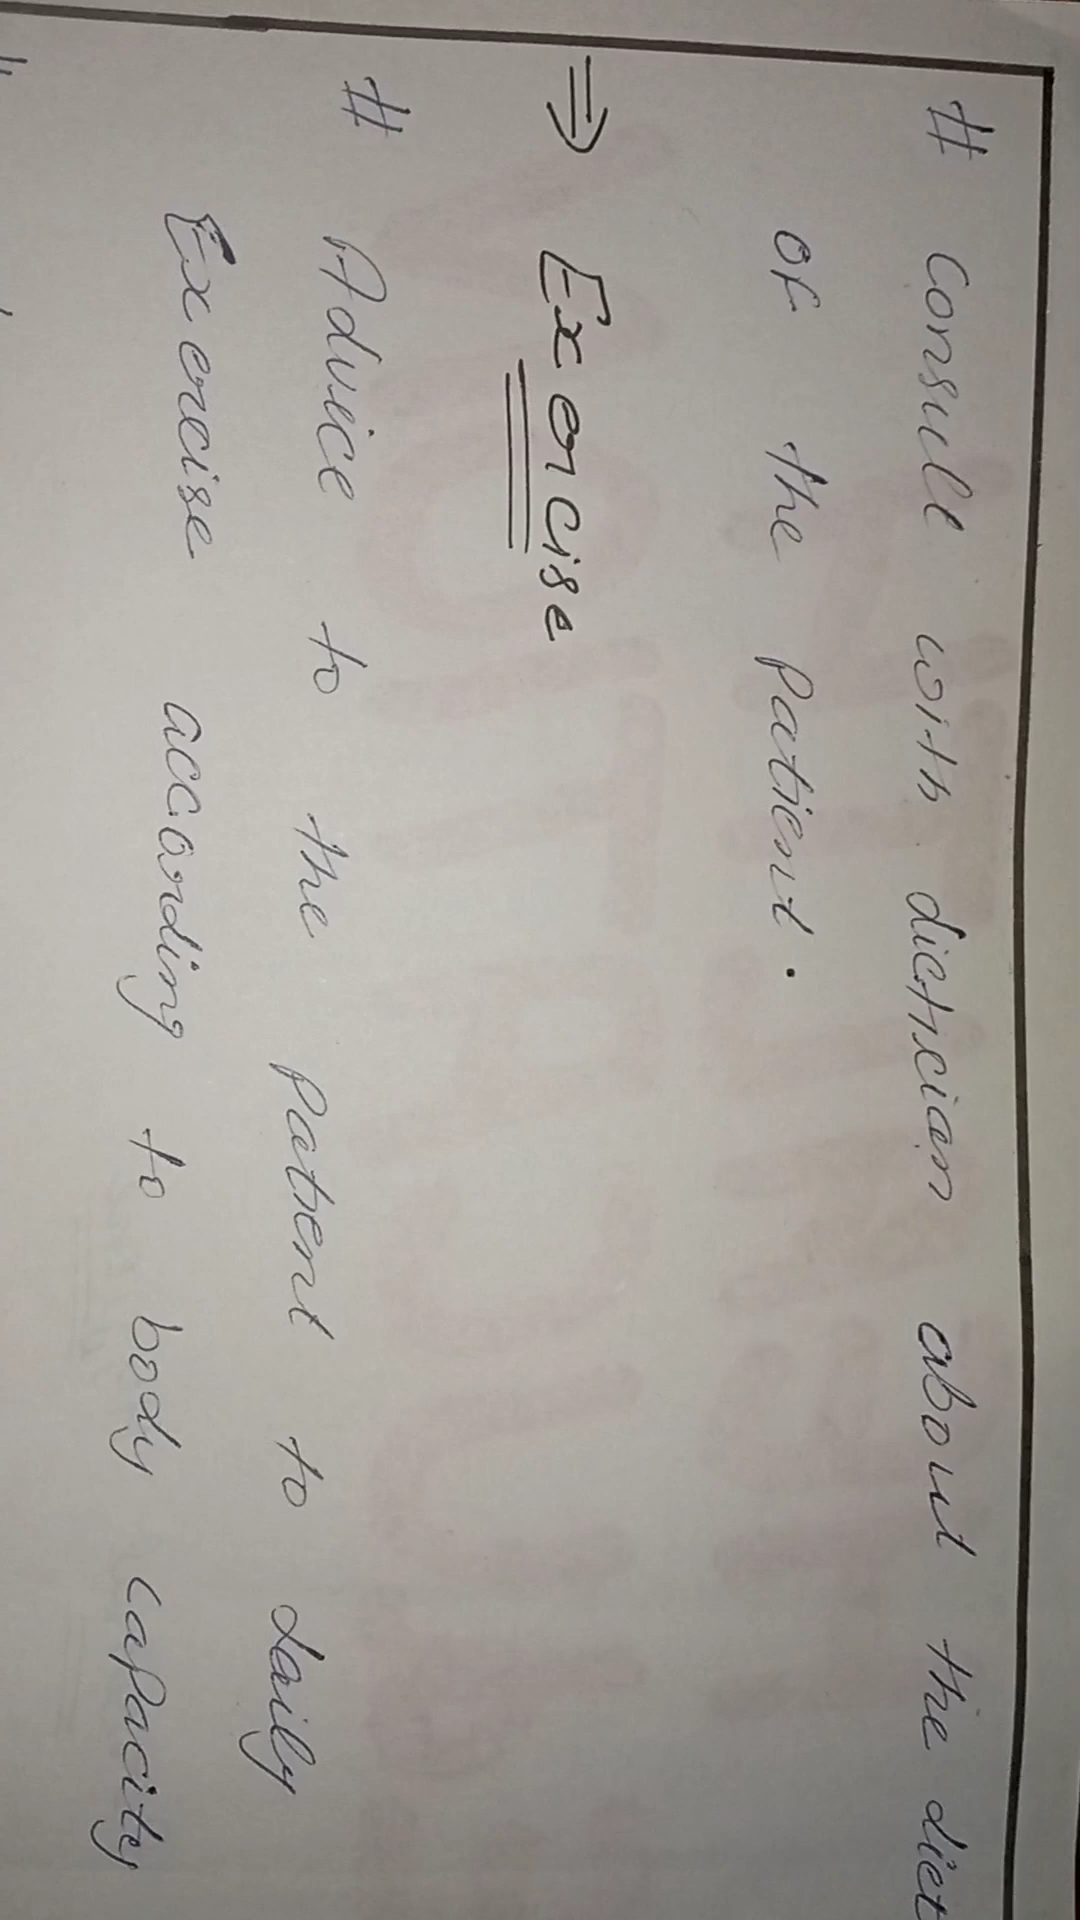 # Consult with dietician about the diet
of the Patient.
⇒ Exercise
# Advice to the Patient to daily
Exercise according to body capacity